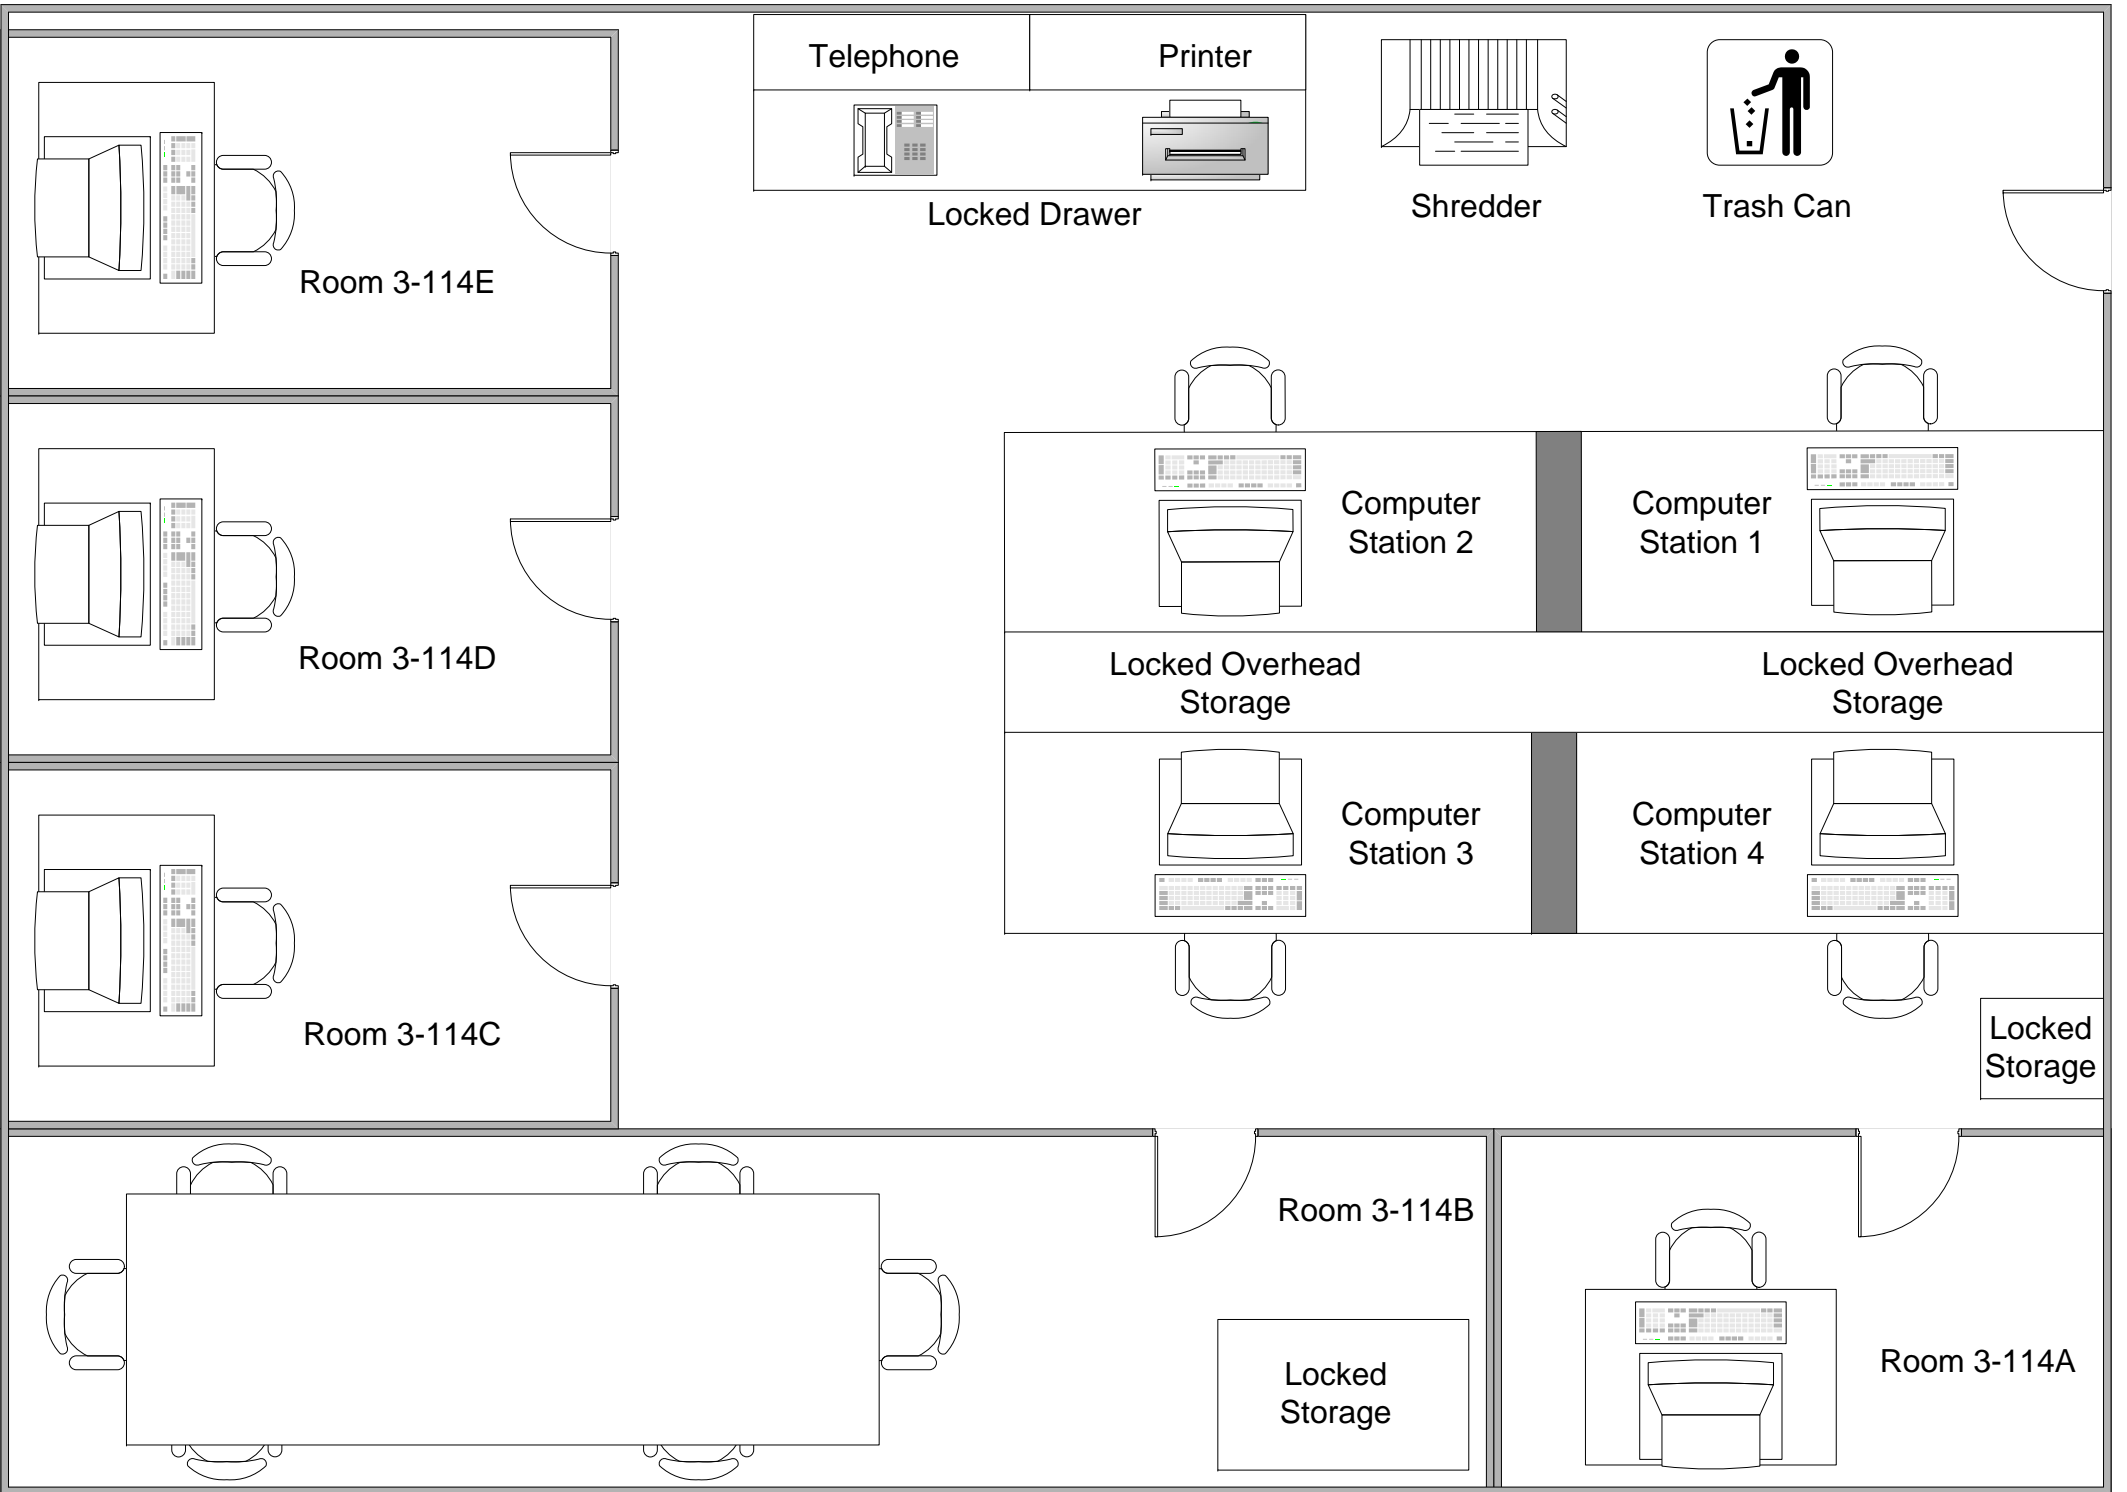 Telephone
Printer
Locked Drawer
Shredder
Trash Can
Room 3-114E
Computer
Station 2
Computer
Station 1
Room 3-114D
Locked Overhead
Storage
Locked Overhead
Storage
Computer
Station 3
Computer
Station 4
Room 3-114C
Locked
Storage
Room 3-114B
Locked
Storage
Room 3-114A